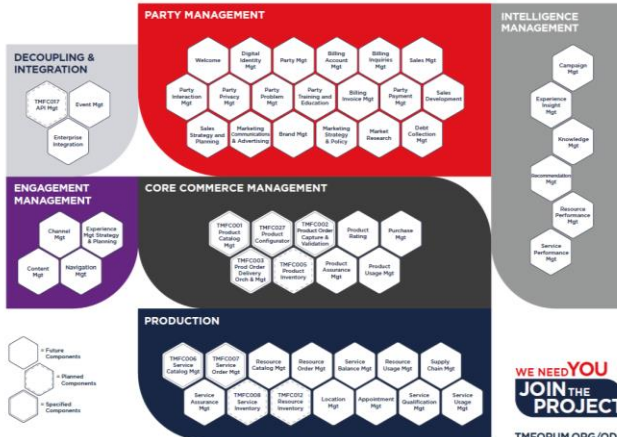 PARTY MANAGEMENT
Welcome
Digital
Identity
Mgt
Party Mgt
Billing
Account
Mgt
Billing
Inquiries
Mgt
Sales Mgt
Party
Interaction
Mgt
Party
Privacy
Mgt
Party
Problem
Mgt
Party
Training and
Education
Billing
Invoice Mgt
Party
Payment
Mgt
Sales
Development
Sales
Strategy and
Planning
Marketing
Communications
& Advertising
Brand Mgt
Marketing
Strategy
& Policy
Market
Research
Debt
Collection
Mgt
INTELLIGENCE
MANAGEMENT
Campaign
Mgt
Experience
Insight
Mgt
Knowledge
Mgt
Recommendation
Mgt
Resource
Performance
Mgt
Service
Performance
Mgt
DECOUPLING &
INTEGRATION
TMFC017
API Mgt
Event Mgt
Enterprise
Integration
ENGAGEMENT
MANAGEMENT
Channel
Mgt
Experience
Mgt Strategy
& Planning
Content
Mgt
Navigation
Mgt
CORE COMMERCE MANAGEMENT
TMFC001
Product
Catalog
Mgt
TMFC027
Product
Configurator
TMFC002
Product Order
Capture &
Validation
Product
Rating
Purchase
Mgt
TMFC003
Prod Order
Delivery
Orch & Mgt
TMFC005
Product
Inventory
Product
Assurance
Mgt
Product
Usage Mgt
PRODUCTION
TMFC006
Service
Catalog Mgt
TMFC007
Service
Order Mgt
Resource
Catalog Mgt
Resource
Order Mgt
Service
Balance Mgt
Resource
Usage Mgt
Supply
Chain Mgt
Service
Assurance
Mgt
TMFC008
Service
Inventory
TMFC012
Resource
Inventory
Location
Mgt
Appointment
Mgt
Service
Qualification
Mgt
Service
Usage Mgt
= Future
Components
= Planned
Components
= Specified
Components
WE NEED YOU
JOIN THE
PROJECT
TMFORUM.ORG/OD